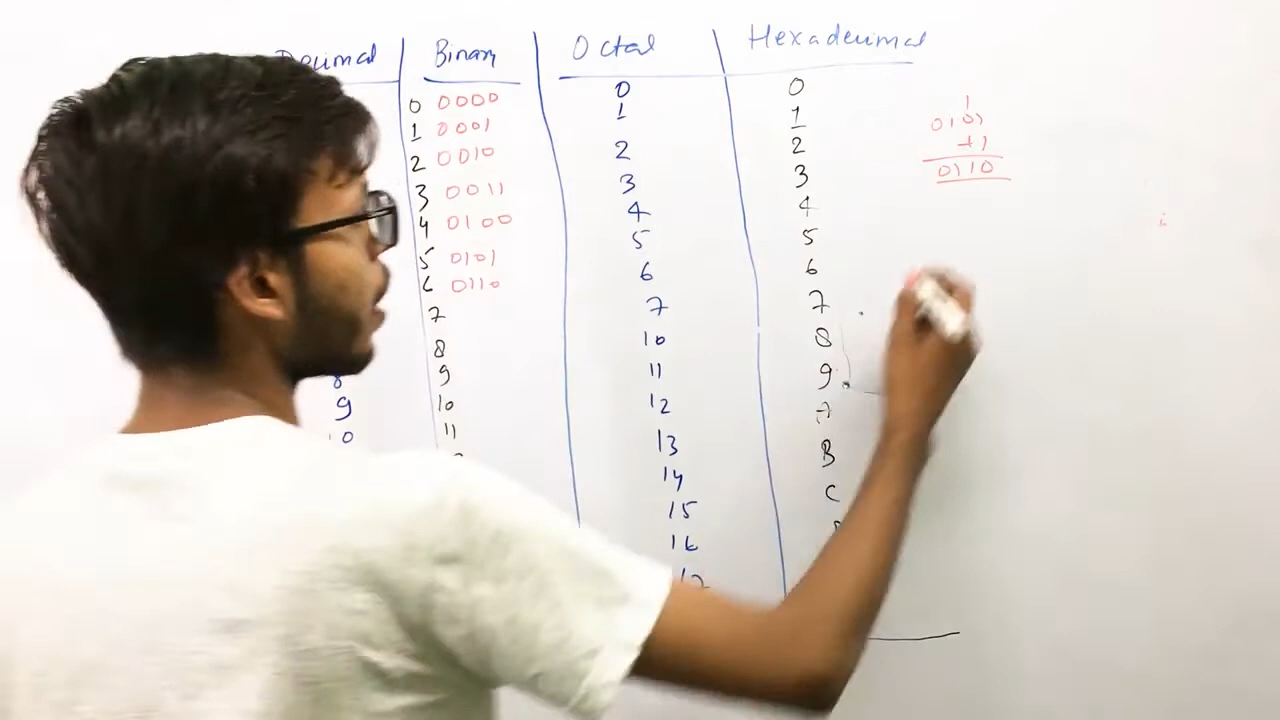 Decimal Binary Octal Hexadecimal
0 0000 0 0
1 0001 1 1
2 0010 2 2
3 0011 3 3
4 0100 4 4
5 0101 5 5
6 0110 6 6
7 7 7
8 10 8
9 9 11 9
10 12 A
11 13 B
14 C
15
16
17
1
0101
+1
0110